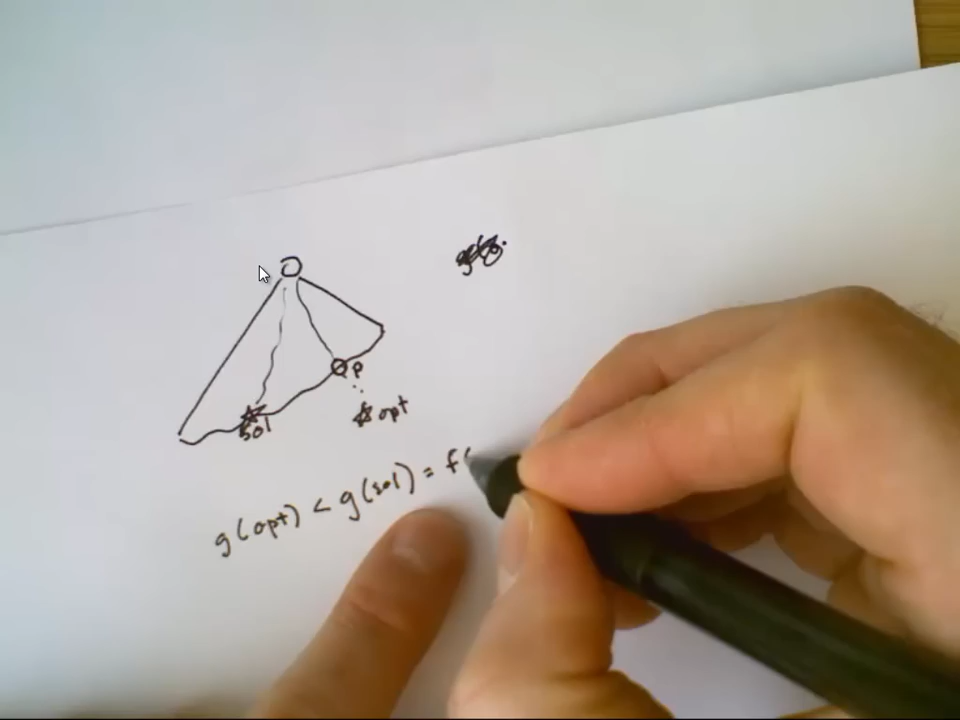 P
opt
sol
g(opt) < g(sol) = f(